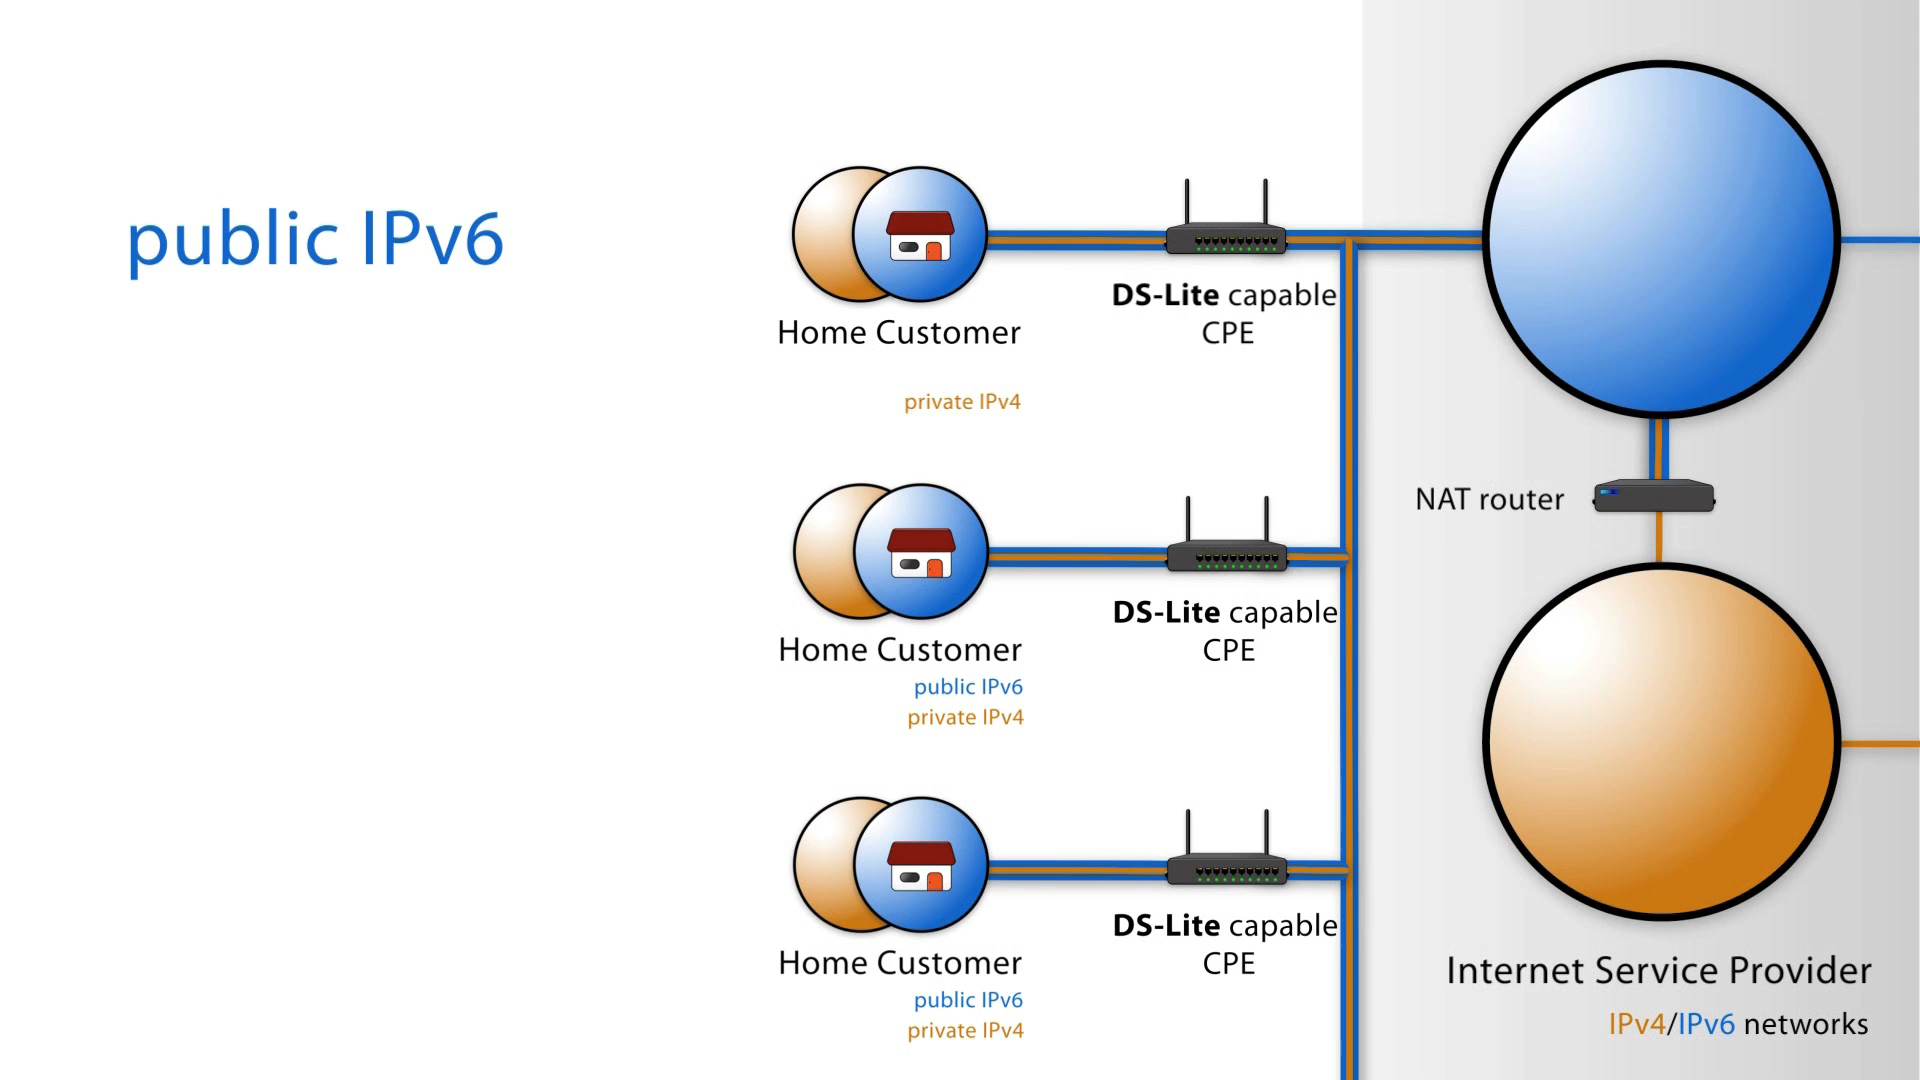 public IPv6
Home Customer
DS-Lite capable
CPE
private IPv4
NAT router
Home Customer
public IPv6
private IPv4
DS-Lite capable
CPE
Home Customer
public IPv6
private IPv4
DS-Lite capable
CPE
Internet Service Provider
IPv4/IPv6 networks